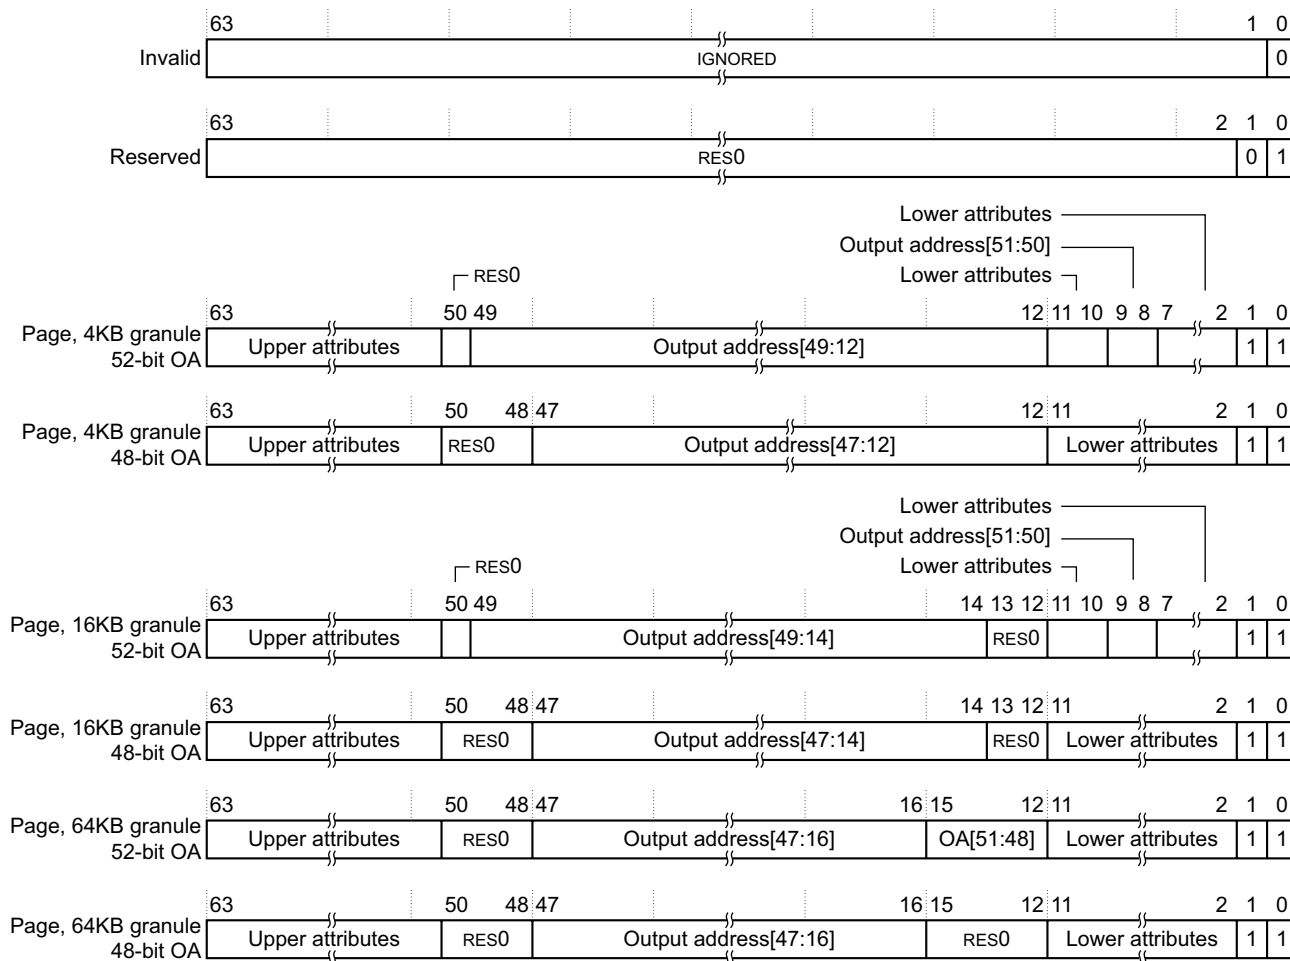 63 1 0
Invalid IGNORED 0
63 2 1 0
Reserved RES0 0 1
Lower attributes
Output address[51:50]
RES0 Lower attributes
63 50 49 12 11 10 9 8 7 2 1 0
Page, 4KB granule
52-bit OA Upper attributes Output address[49:12] 1 1
63 50 48 47 12 11 2 1 0
Page, 4KB granule
48-bit OA Upper attributes RES0 Output address[47:12] Lower attributes 1 1
Lower attributes
Output address[51:50]
RES0 Lower attributes
63 50 49 14 13 12 11 10 9 8 7 2 1 0
Page, 16KB granule
52-bit OA Upper attributes Output address[49:14] RES0 1 1
63 50 48 47 14 13 12 11 2 1 0
Page, 16KB granule
48-bit OA Upper attributes RES0 Output address[47:14] RES0 Lower attributes 1 1
63 50 48 47 16 15 12 11 2 1 0
Page, 64KB granule
52-bit OA Upper attributes RES0 Output address[47:16] OA[51:48] Lower attributes 1 1
63 50 48 47 16 15 12 11 2 1 0
Page, 64KB granule
48-bit OA Upper attributes RES0 Output address[47:16] RES0 Lower attributes 1 1